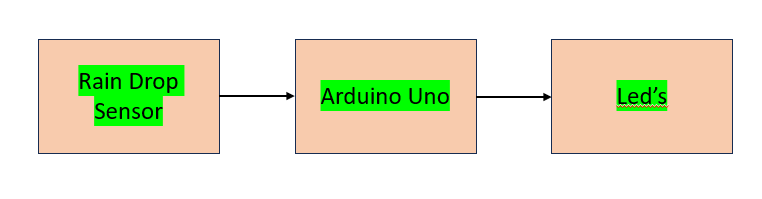 Rain Drop
Sensor
Arduino Uno
Led’s